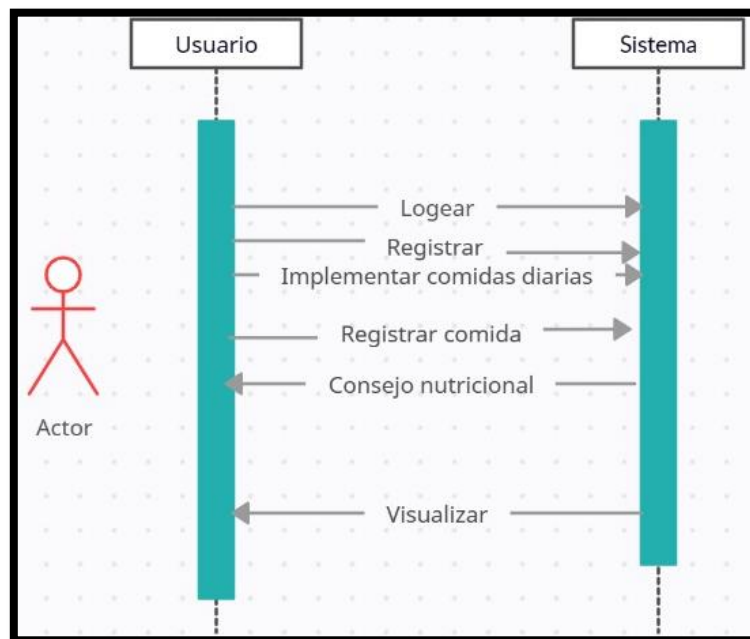 Usuario
Sistema
Logear
Registrar
Implementar comidas diarias
Registrar comida
Consejo nutricional
Actor
Visualizar